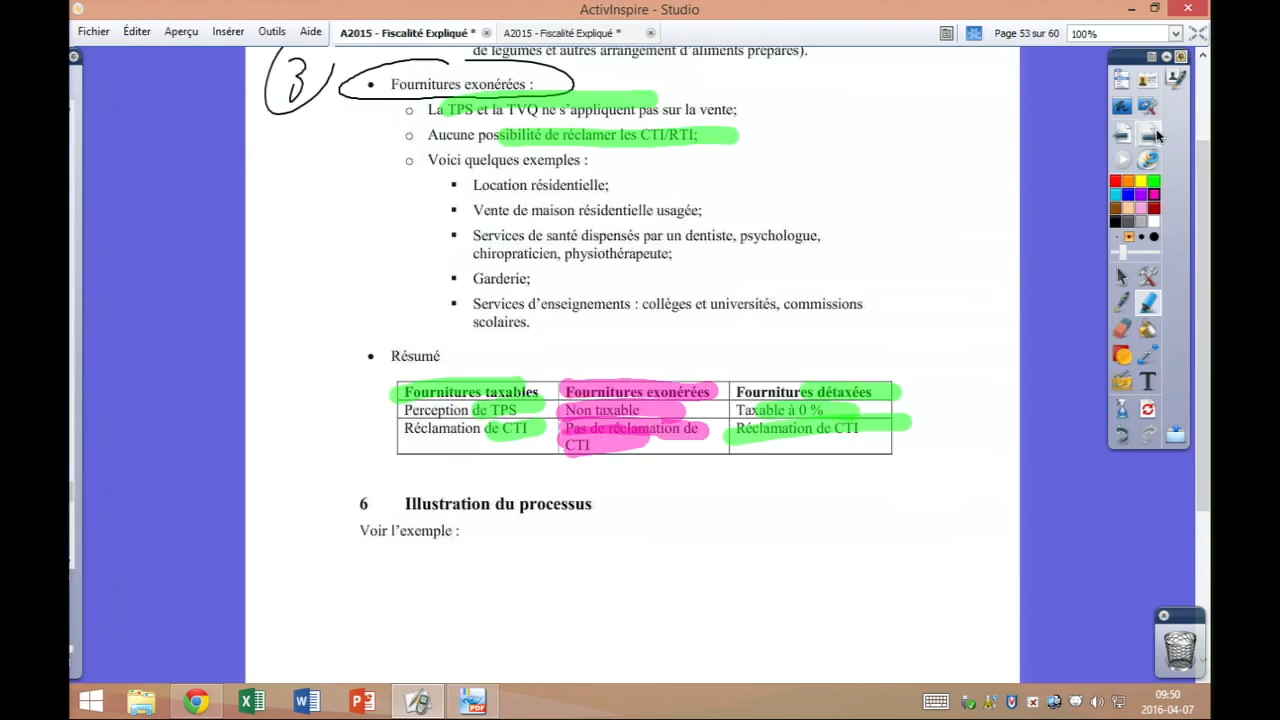 ActivInspire - Studio
Fichier Éditer Aperçu Insérer Outils Aide A2015 - Fiscalité Expliqué * A2015 - Fiscalité Expliqué * Page 53 sur 60 100%
de légumes et autres arrangement d'aliments préparés).
3
• Fournitures exonérées :
o La TPS et la TVQ ne s'appliquent pas sur la vente;
o Aucune possibilité de réclamer les CTI/RTI;
o Voici quelques exemples :
▪ Location résidentielle;
▪ Vente de maison résidentielle usagée;
▪ Services de santé dispensés par un dentiste, psychologue,
chiropraticien, physiothérapeute;
▪ Garderie;
▪ Services d'enseignements : collèges et universités, commissions
scolaires.
• Résumé
Fournitures taxables Fournitures exonérées Fournitures détaxées
Perception de TPS Non taxable Taxable à 0 %
Réclamation de CTI Pas de réclamation de Réclamation de CTI
CTI
6 Illustration du processus
Voir l'exemple :
09:50
2016-04-07